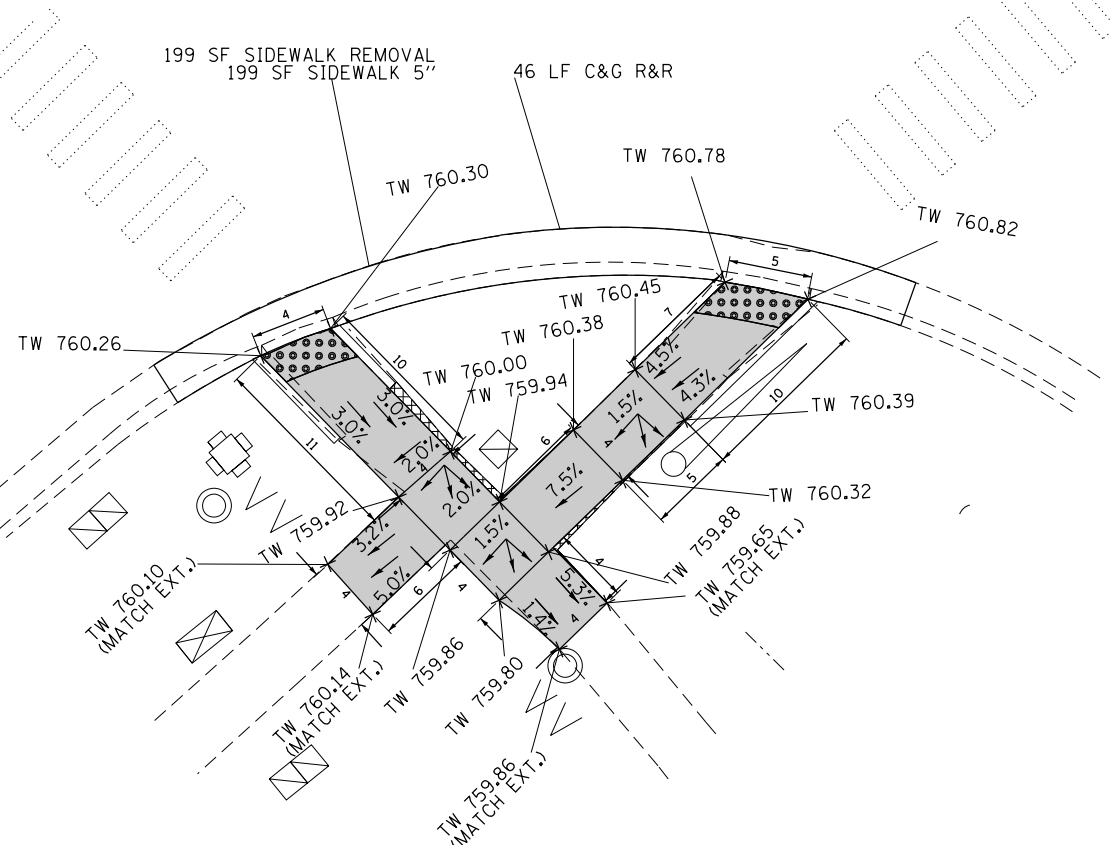 199 SF SIDEWALK REMOVAL
199 SF SIDEWALK 5"
46 LF C&G R&R
TW 760.78
TW 760.30
TW 760.82
TW 760.45
TW 760.38
TW 760.26
TW 760.00
TW 759.94
TW 760.39
TW 760.32
TW 759.92
TW 759.88
TW 759.65
(MATCH EXT.)
TW 760.10
(MATCH EXT.)
TW 760.14
(MATCH EXT.)
TW 759.86
TW 759.80
TW 759.86
(MATCH EXT.)
4
5
10
7
11
6
10
5
4
4
4
6
4
4
4
3.0%
3.0%
4.5%
4.3%
1.5%
2.0%
2.0%
7.5%
1.5%
3.2%
5.0%
5.3%
1.4%